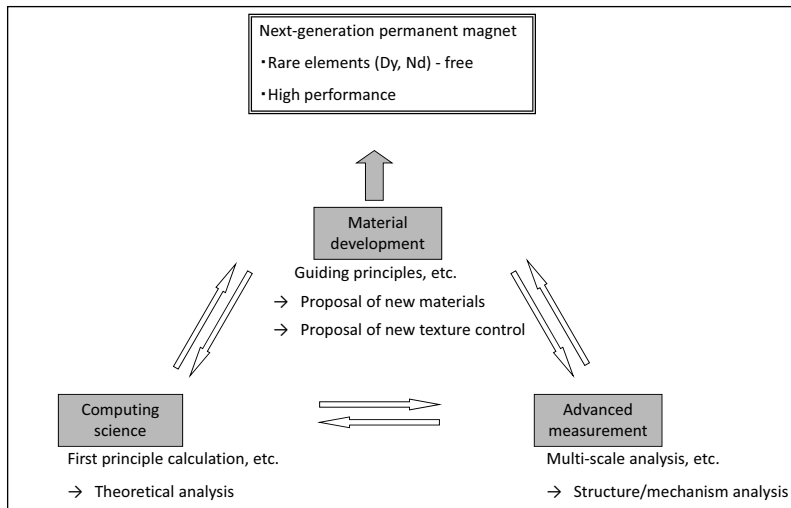 Next-generation permanent magnet
・Rare elements (Dy, Nd) - free
・High performance
Material
development
Guiding principles, etc.
→ Proposal of new materials
→ Proposal of new texture control
Computing
science
First principle calculation, etc.
→ Theoretical analysis
Advanced
measurement
Multi-scale analysis, etc.
→ Structure/mechanism analysis